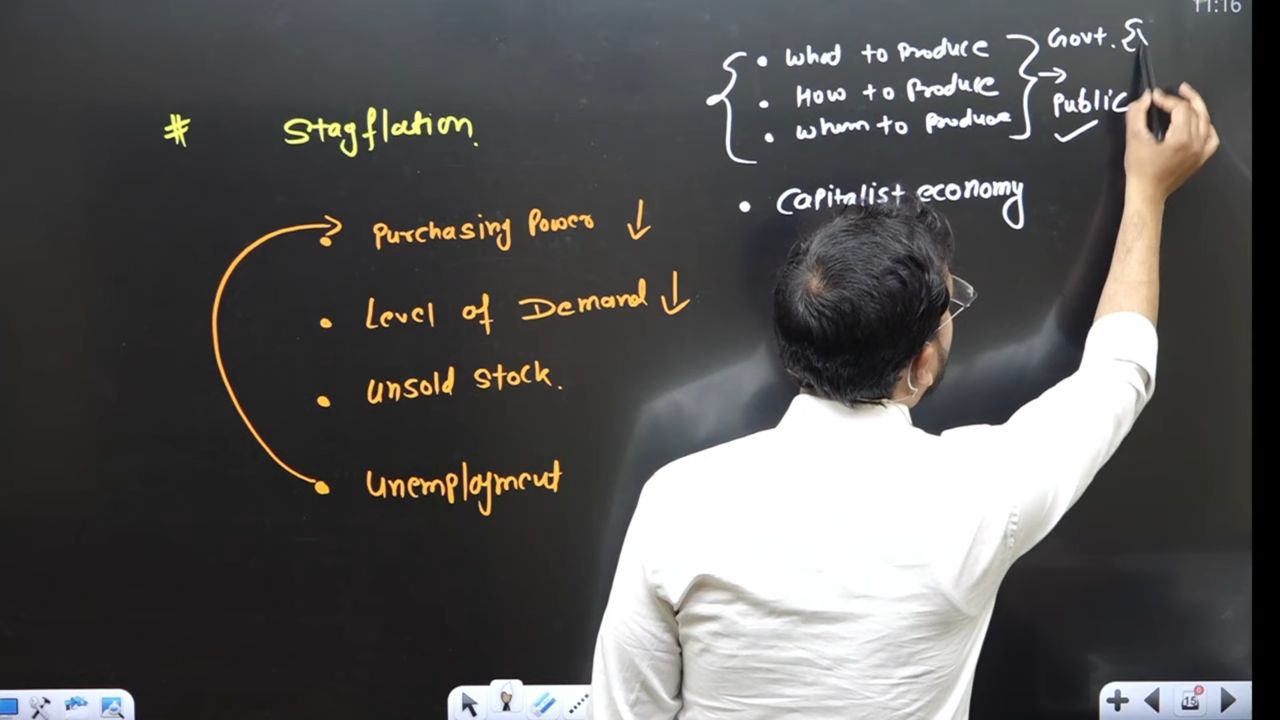 11:16
• What to Produce
• How to Produce
• Whom to Produce
Govt.
→ Public
# Stagflation.
• Capitalist economy
• Purchasing Power ↓
• Level of Demand ↓
• Unsold stock.
• Unemployment
15